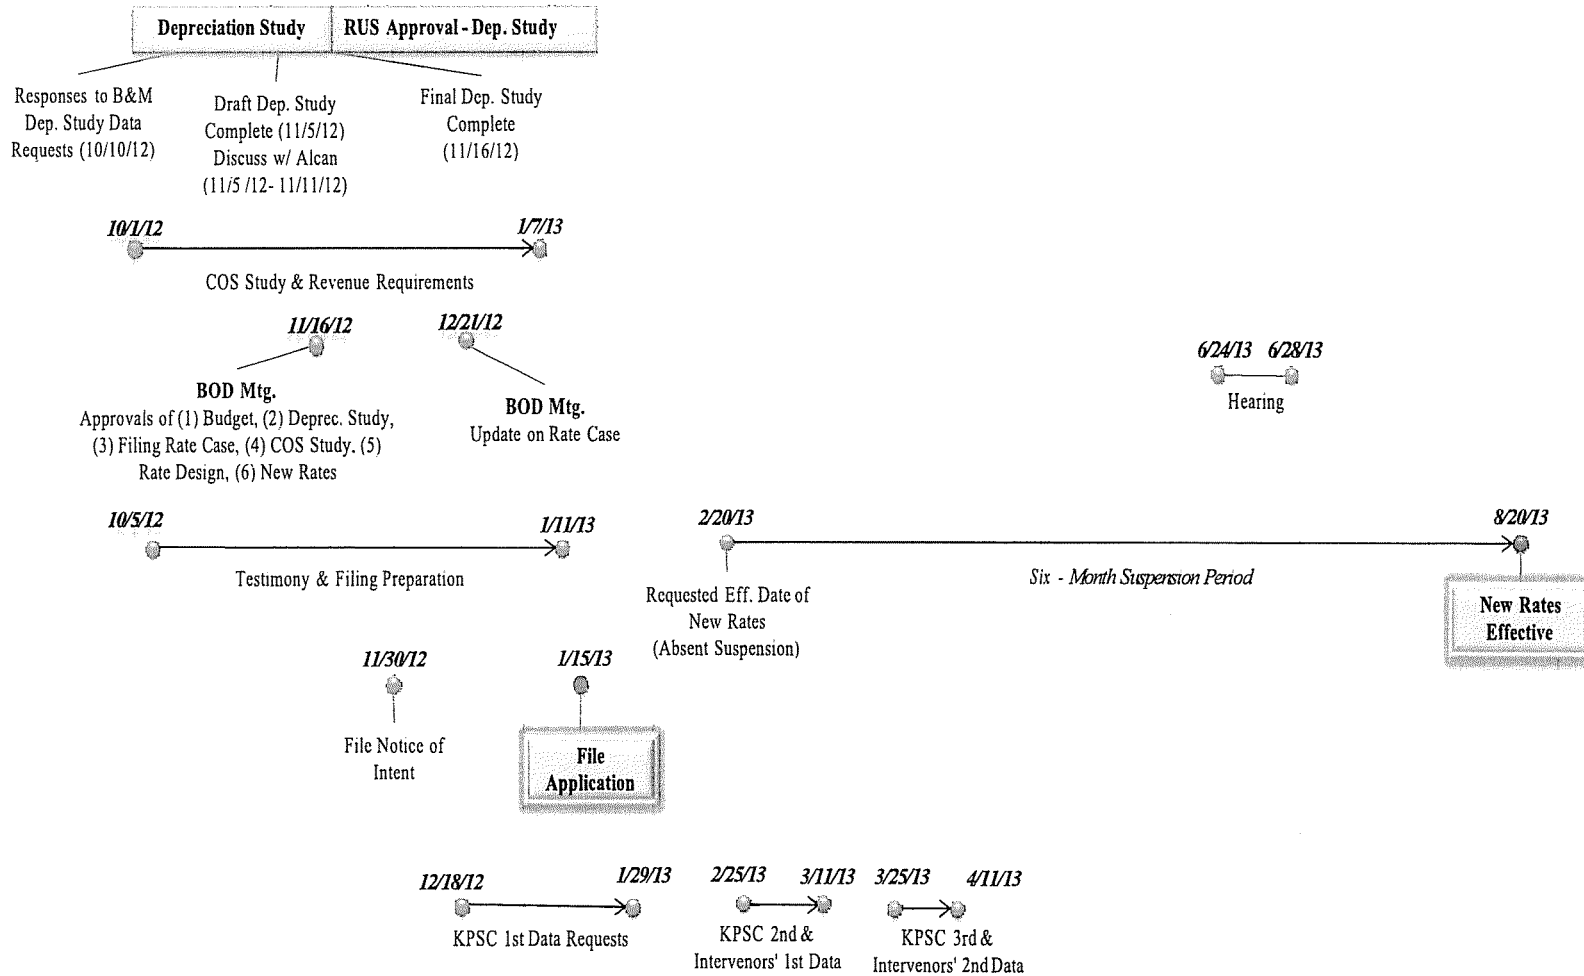 Depreciation Study
RUS Approval - Dep. Study
Responses to B&M
Dep. Study Data
Requests (10/10/12)
Draft Dep. Study
Complete (11/5/12)
Discuss w/ Alcan
(11/5 /12- 11/11/12)
Final Dep. Study
Complete
(11/16/12)
10/1/12
1/7/13
COS Study & Revenue Requirements
11/16/12
12/21/12
BOD Mtg.
Approvals of (1) Budget, (2) Deprec. Study,
(3) Filing Rate Case, (4) COS Study. (5)
Rate Design, (6) New Rates
BOD Mtg.
Update on Rate Case
6/24/13
6/28/13
Hearing
10/5/12
1/11/13
Testimony & Filing Preparation
2/20/13
8/20/13
Requested Eff. Date of
New Rates
(Absent Suspension)
Six - Month Suspension Period
New Rates
Effective
11/30/12
1/15/13
File Notice of
Intent
File
Application
12/18/12
1/29/13
KPSC 1st Data Requests
2/25/13
3/11/13
KPSC 2nd &
Intervenors' 1st Data
3/25/13
4/11/13
KPSC 3rd &
Intervenors' 2nd Data